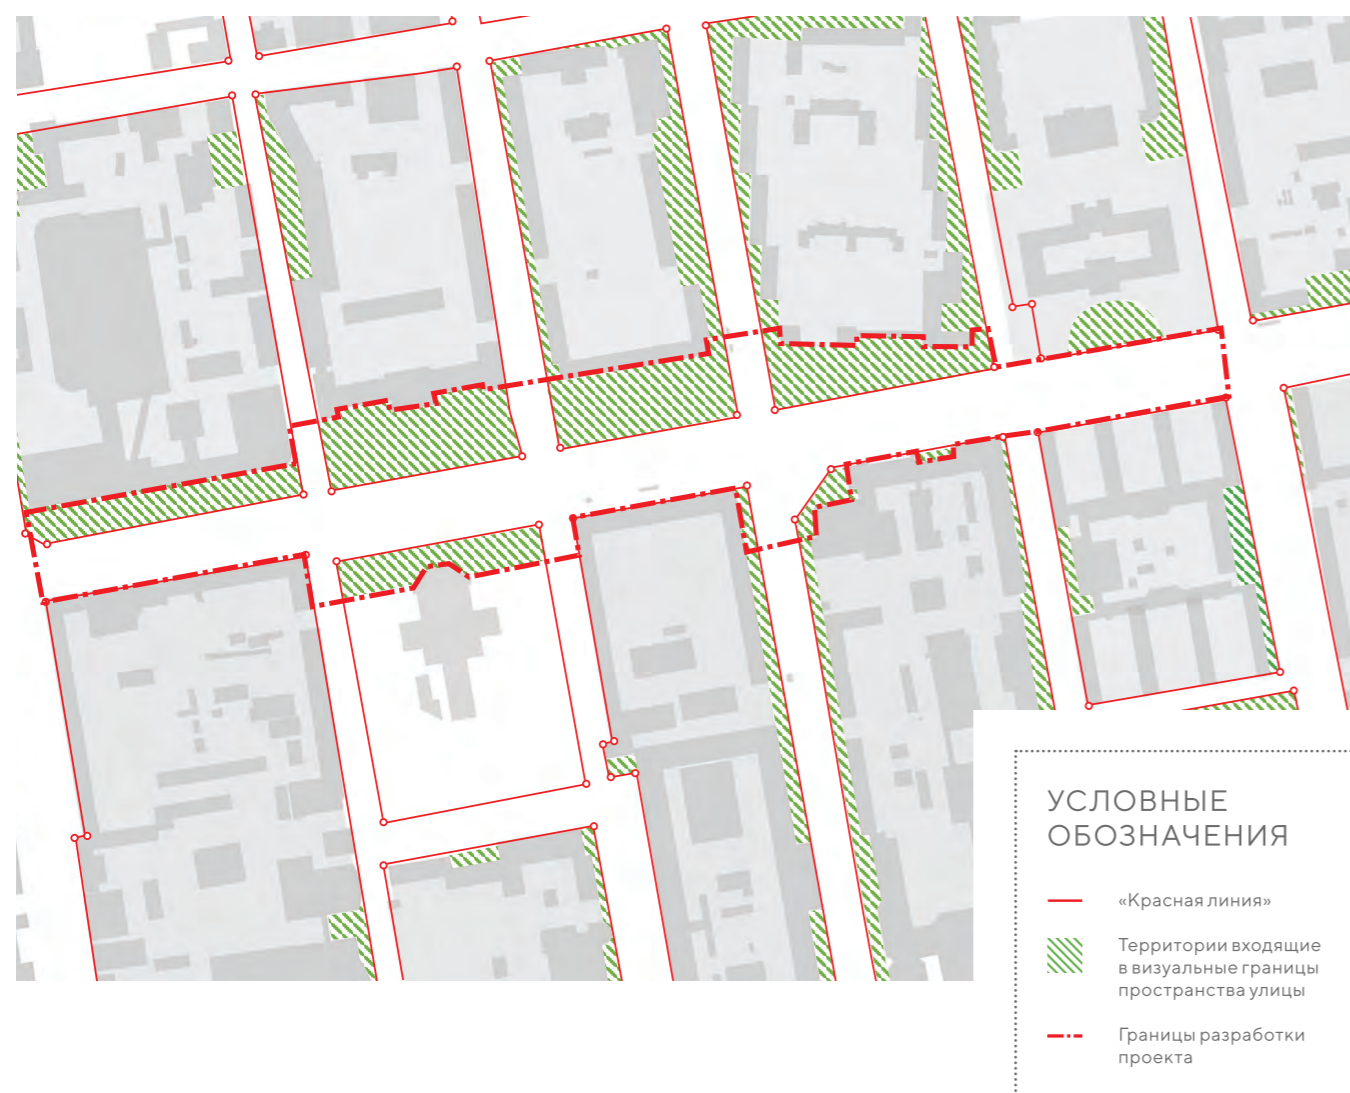 УСЛОВНЫЕ
ОБОЗНАЧЕНИЯ
«Красная линия»
Территории входящие
в визуальные границы
пространства улицы
Границы разработки
проекта